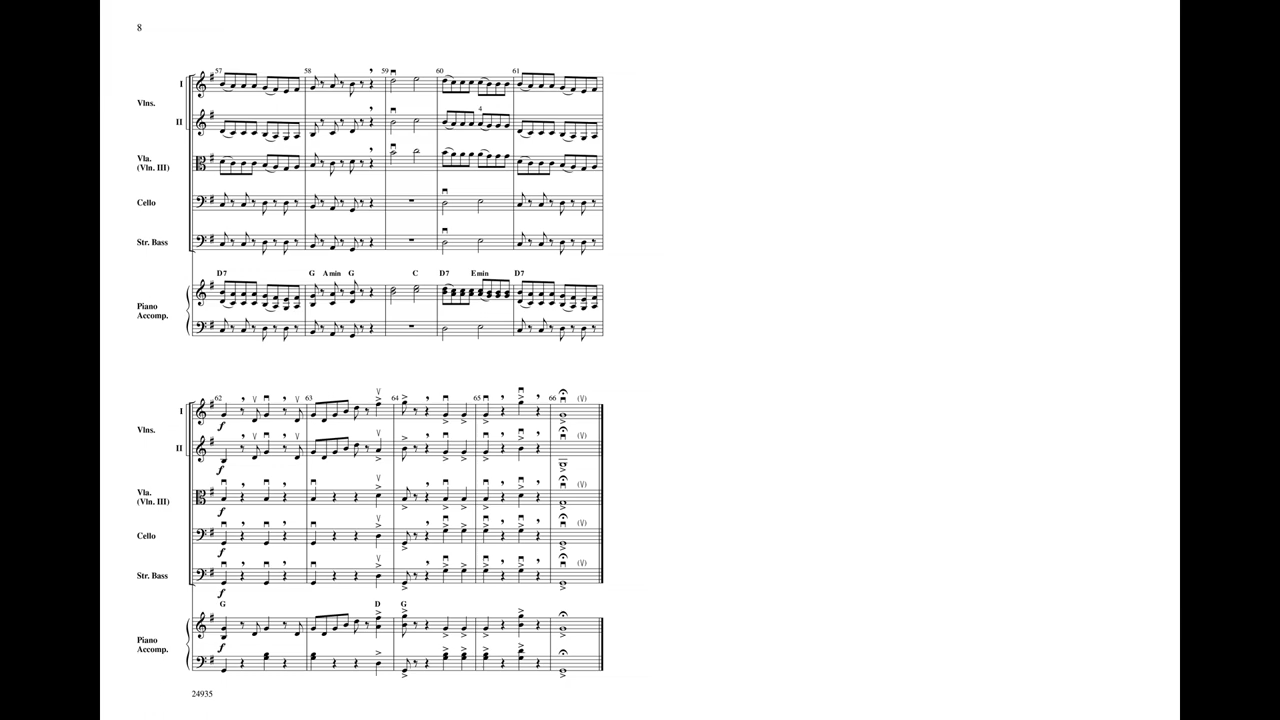 8
57 58 59 60 61
I
Vlns.
II
4
Vla.
(Vln. III)
Cello
Str. Bass
D7 G A min G C D7 E min D7
Piano
Accomp.
62 63 64 65 66
I
Vlns.
f
II
f
Vla.
(Vln. III)
f
Cello
f
Str. Bass
f
G D G
Piano
Accomp.
f
24935